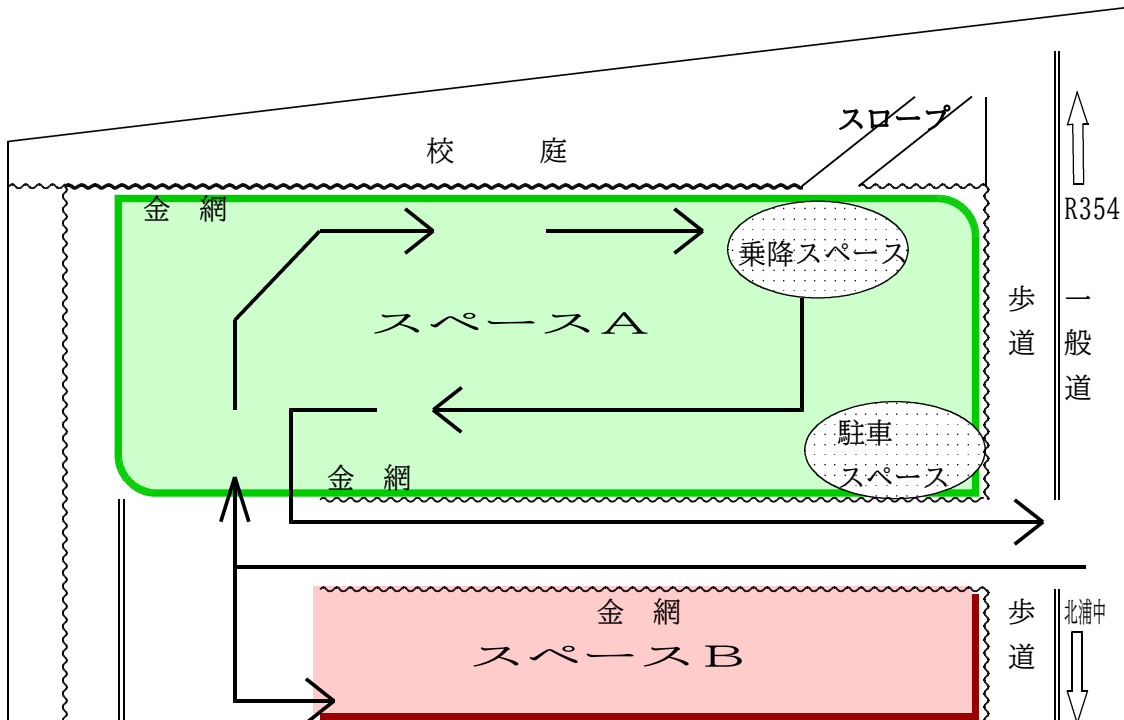 スロープ
校　庭
金　網
R354
乗降スペース
スペースA
歩道
一般道
駐車
スペース
金　網
金　網
スペースB
歩道
北浦中